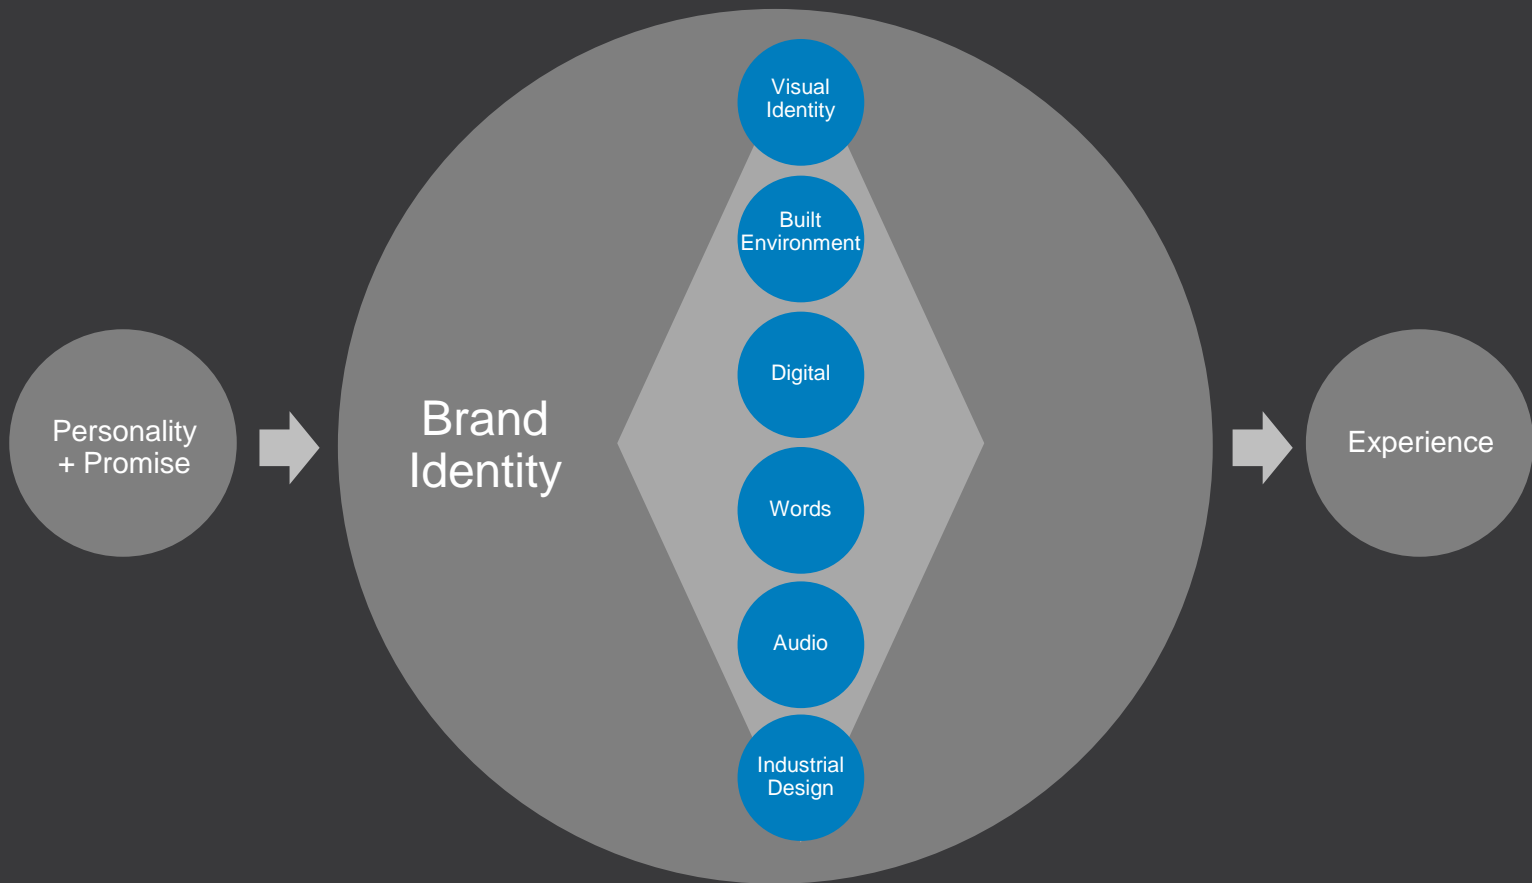 Visual
Identity
Built
Environment
Digital
Brand
Identity
Personality
+ Promise
Experience
Words
Audio
Industrial
Design